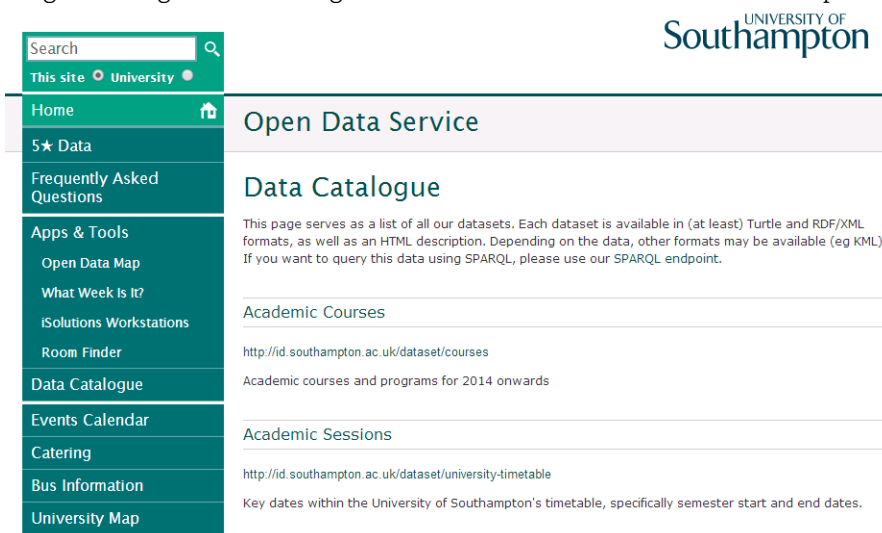 UNIVERSITY OF
Southampton
Search
This site University
Home
5★ Data
Frequently Asked
Questions
Apps & Tools
Open Data Map
What Week Is It?
iSolutions Workstations
Room Finder
Data Catalogue
Events Calendar
Catering
Bus Information
University Map
Open Data Service
Data Catalogue
This page serves as a list of all our datasets. Each dataset is available in (at least) Turtle and RDF/XML
formats, as well as an HTML description. Depending on the data, other formats may be available (eg KML)
If you want to query this data using SPARQL, please use our SPARQL endpoint.
Academic Courses
http://id.southampton.ac.uk/dataset/courses
Academic courses and programs for 2014 onwards
Academic Sessions
http://id.southampton.ac.uk/dataset/university-timetable
Key dates within the University of Southampton's timetable, specifically semester start and end dates.